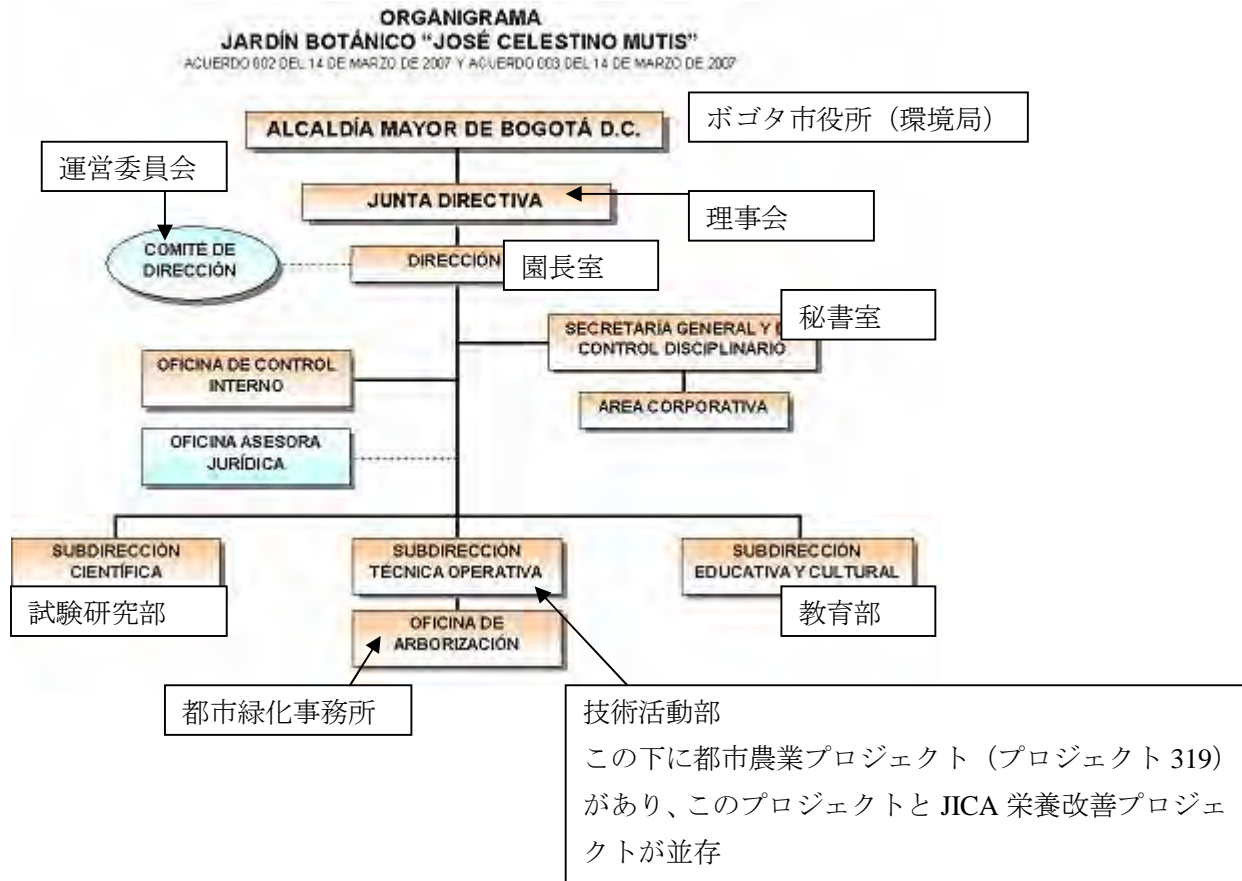 ORGANIGRAMA
JARDÍN BOTÁNICO “JOSÉ CELESTINO MUTIS”
ACUERDO 002 DEL 14 DE MARZO DE 2007 Y ACUERDO 003 DEL 14 DE MARZO DE 2007
ALCALDÍA MAYOR DE BOGOTÁ D.C.
ボゴタ市役所（環境局）
運営委員会
JUNTA DIRECTIVA
理事会
COMITÉ DE
DIRECCIÓN
DIRECCIÓN
園長室
SECRETARÍA GENERAL Y
CONTROL DISCIPLINARIO
秘書室
OFICINA DE CONTROL
INTERNO
AREA CORPORATIVA
OFICINA ASESORA
JURÍDICA
SUBDIRECCIÓN
CIENTÍFICA
試験研究部
SUBDIRECCIÓN
TÉCNICA OPERATIVA
SUBDIRECCIÓN
EDUCATIVA Y CULTURAL
教育部
OFICINA DE
ARBORIZACIÓN
都市緑化事務所
技術活動部
この下に都市農業プロジェクト（プロジェクト 319）
があり、このプロジェクトと JICA 栄養改善プロジェ
クトが並存